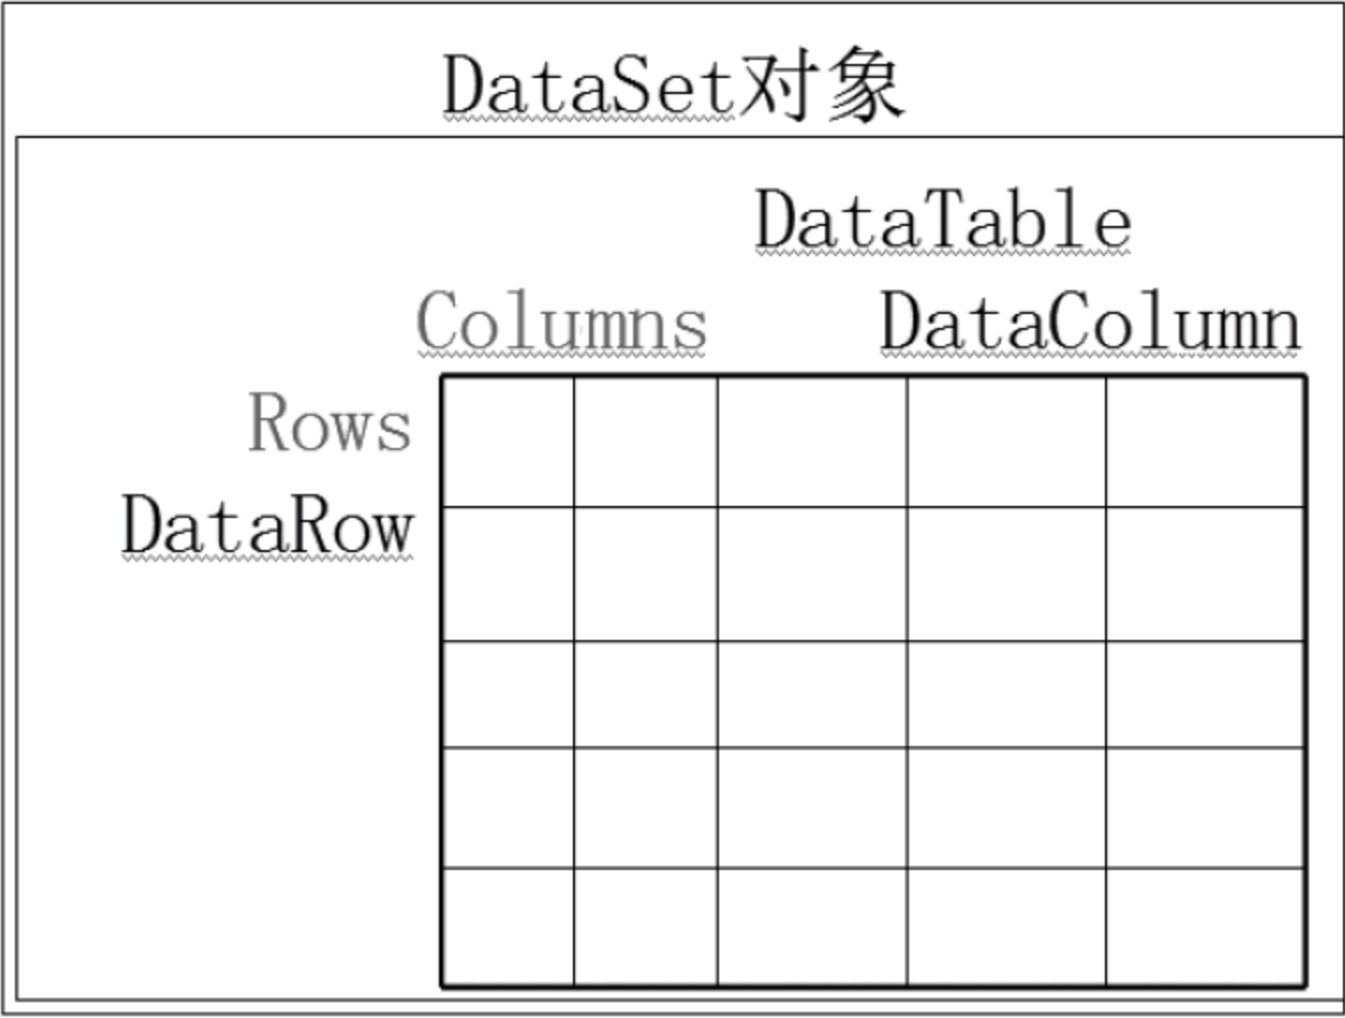 DataSet对象
DataTable
Columns DataColumn
Rows
DataRow